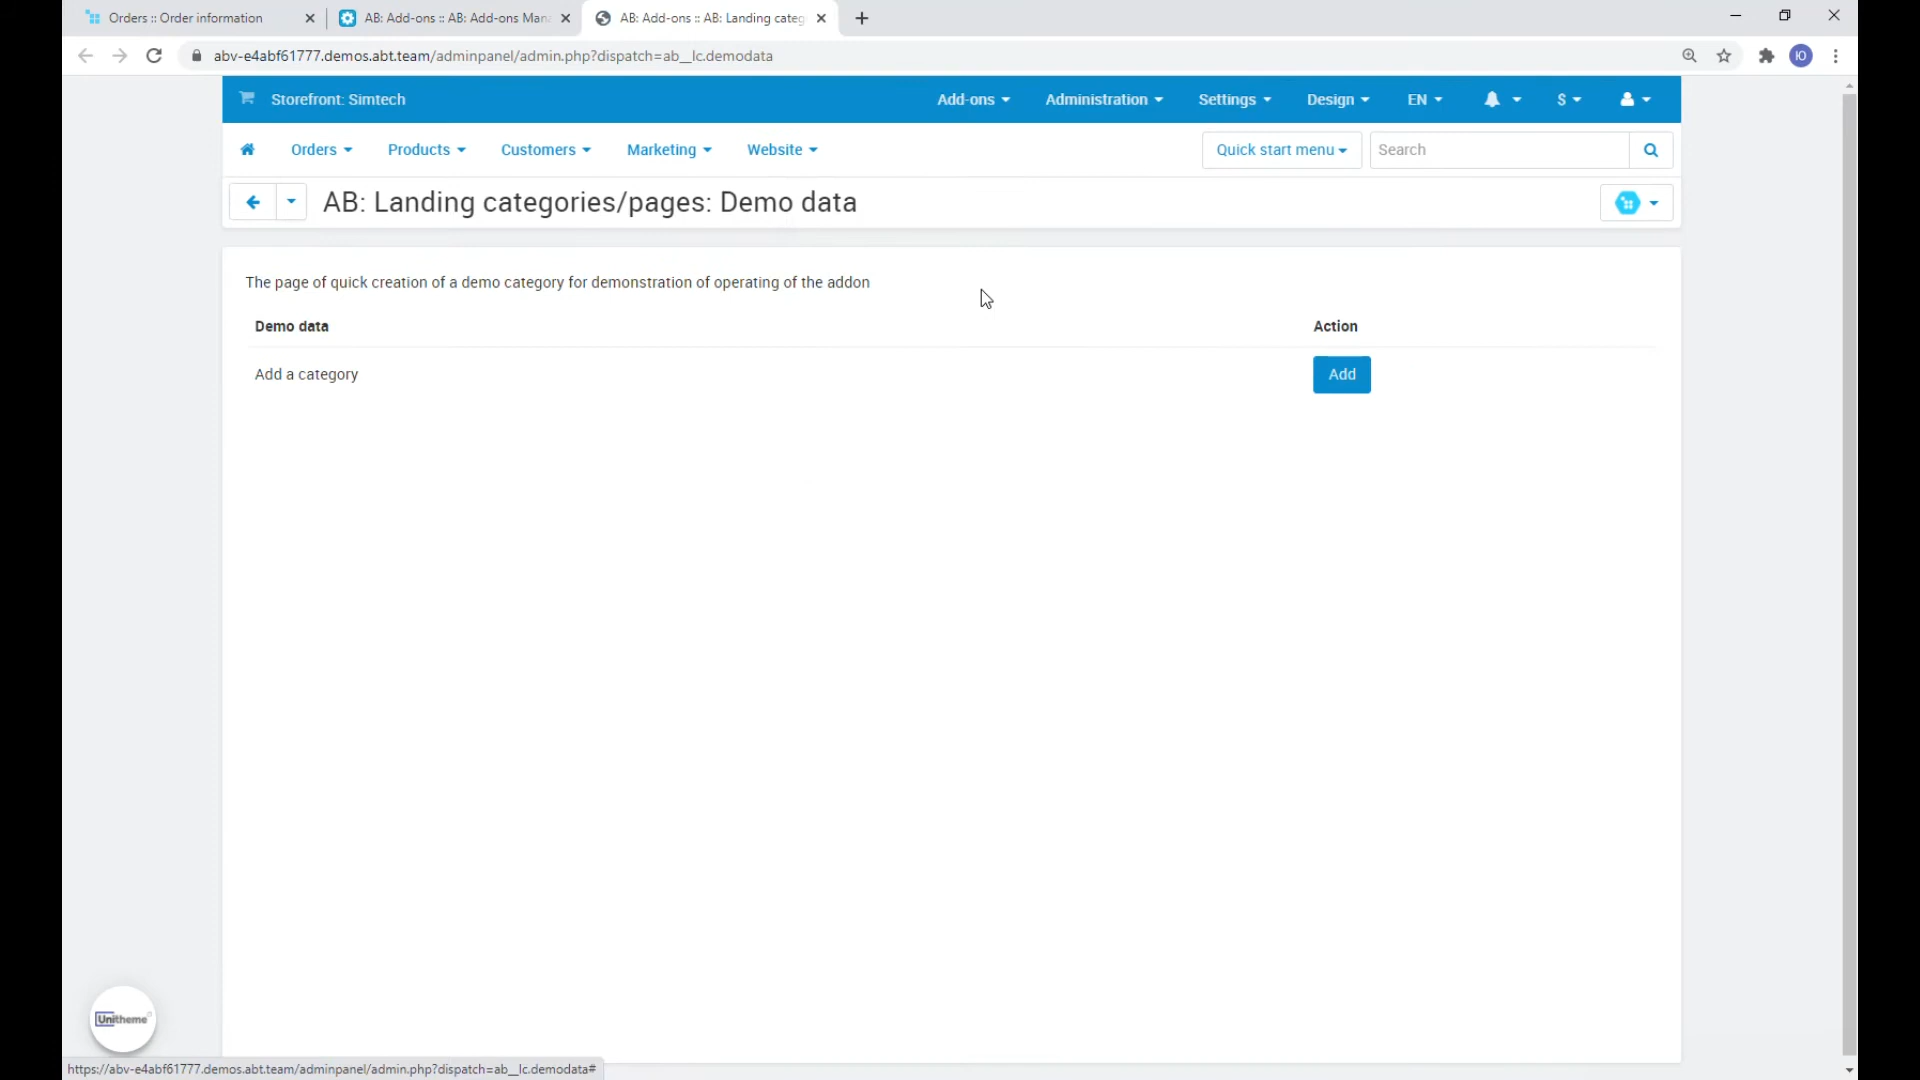 Orders :: Order information
AB: Add-ons :: AB: Add-ons Man
AB: Add-ons :: AB: Landing categ
abv-e4abf61777.demos.abt.team/adminpanel/admin.php?dispatch=ab__lc.demodata
Ю
Storefront: Simtech
Add-ons
Administration
Settings
Design
EN
$
Orders
Products
Customers
Marketing
Website
Quick start menu
Search
AB: Landing categories/pages: Demo data
The page of quick creation of a demo category for demonstration of operating of the addon
Demo data
Action
Add a category
Add
Unitheme
https://abv-e4abf61777.demos.abt.team/adminpanel/admin.php?dispatch=ab__lc.demodata#